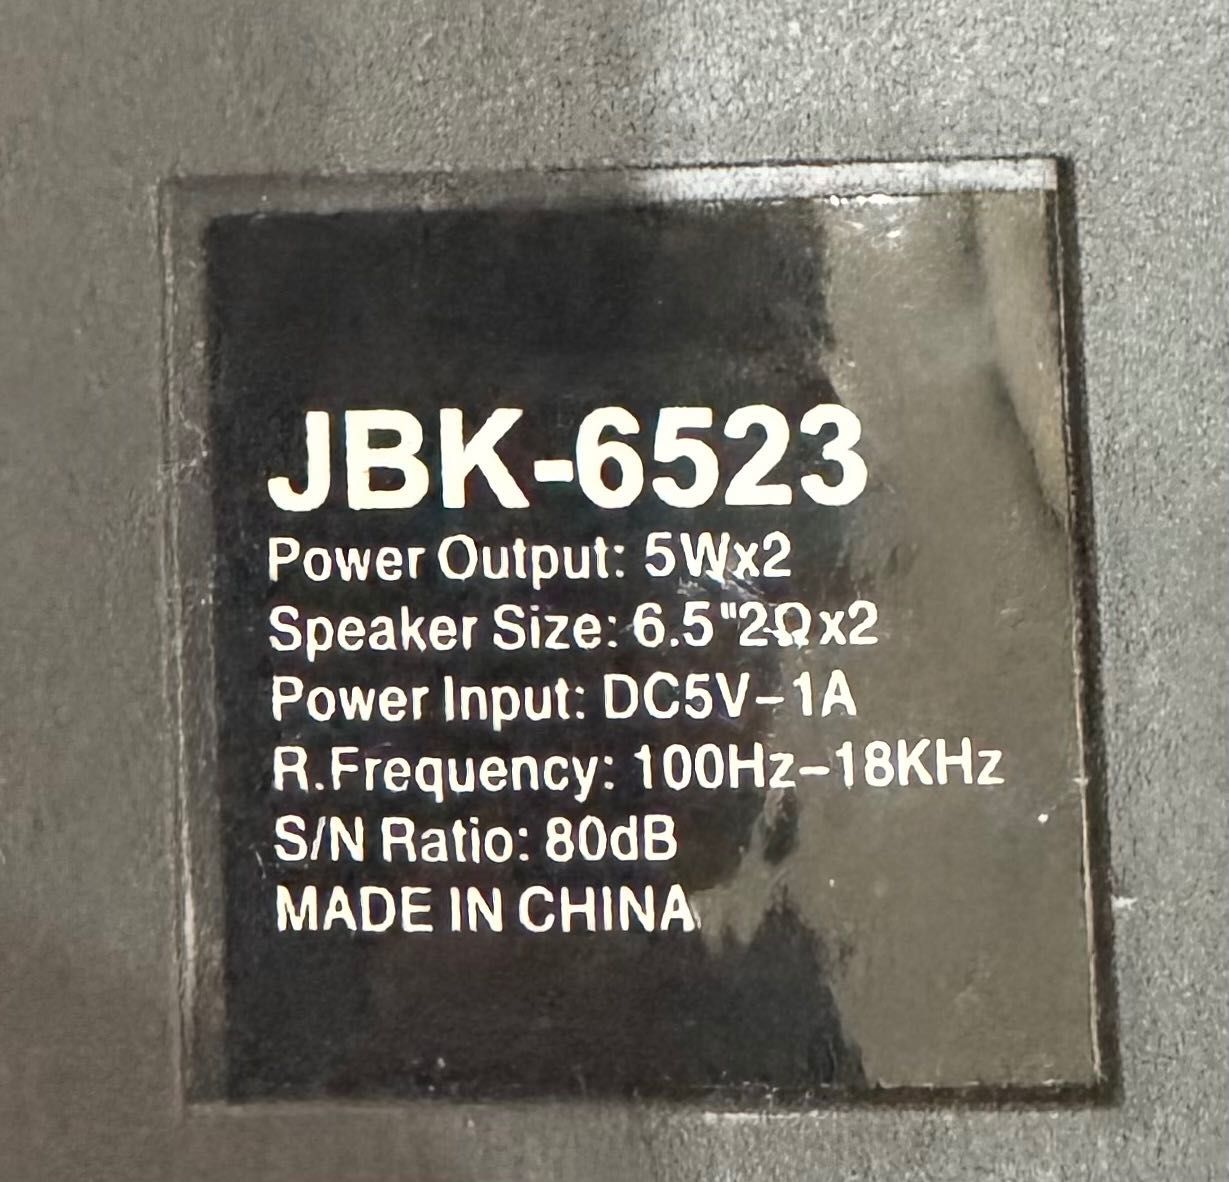 JBK-6523
Power Output: 5Wx2
Speaker Size: 6.5"2Ωx2
Power Input: DC5V-1A
R.Frequency: 100Hz-18KHz
S/N Ratio: 80dB
MADE IN CHINA